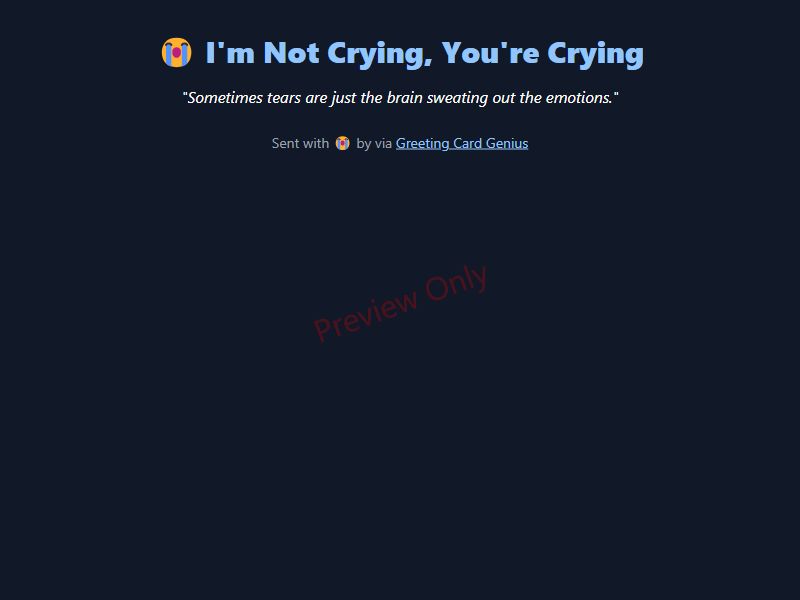 😭 I'm Not Crying, You're Crying
"Sometimes tears are just the brain sweating out the emotions."
Sent with 😭 by via Greeting Card Genius
Preview Only